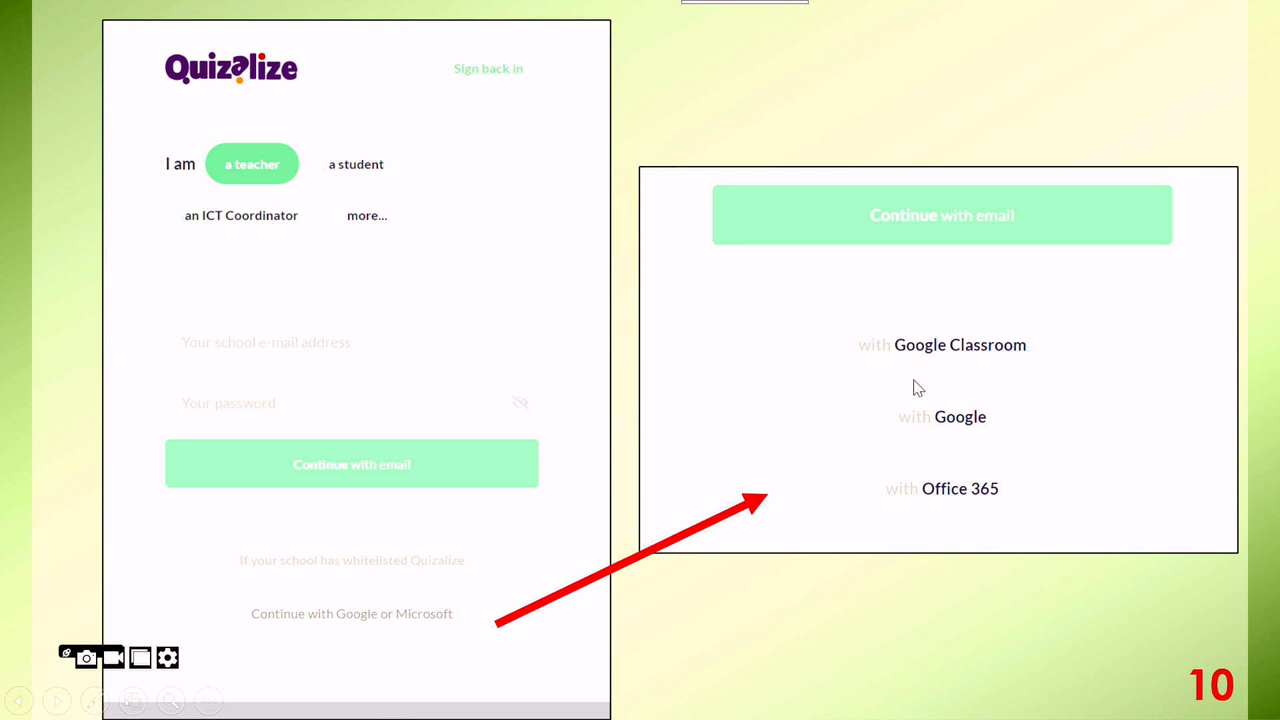 Quizalize
Sign back in
I am a teacher a student
an ICT Coordinator more...
Your school e-mail address
Your password
Continue with email
If your school has whitelisted Quizalize
Continue with Google or Microsoft
Continue with email
with Google Classroom
with Google
with Office 365
10